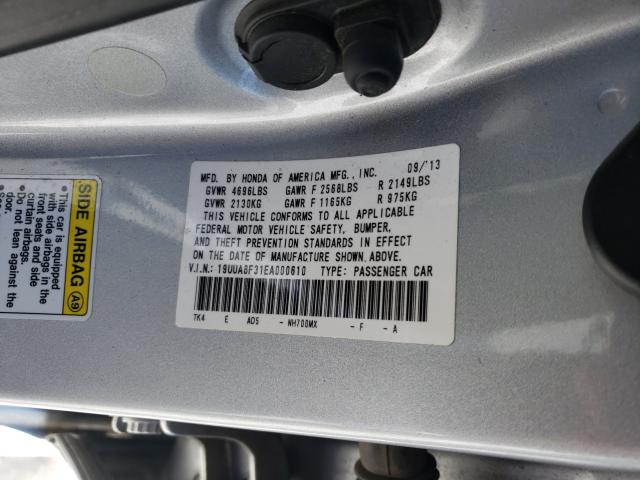 MFD. BY HONDA OF AMERICA MFG., INC. 09/'13
GVWR 4696LBS GAWR F 2568LBS R 2149LBS
GVWR 2130KG GAWR F 1165KG R 975KG
THIS VEHICLE CONFORMS TO ALL APPLICABLE
FEDERAL MOTOR VEHICLE SAFETY, BUMPER,
AND THEFT PREVENTION STANDARDS IN EFFECT
ON THE DATE OF MANUFACTURE SHOWN ABOVE.
V.I.N.: 19UUA8F31EA000610 TYPE: PASSENGER CAR
TK4 E AD5 - NH700MX - F - A
SIDE AIRBAG A9
• This car is equipped
with side airbags in the
front seats and side
curtain airbags.
• Do not lean against the
door.